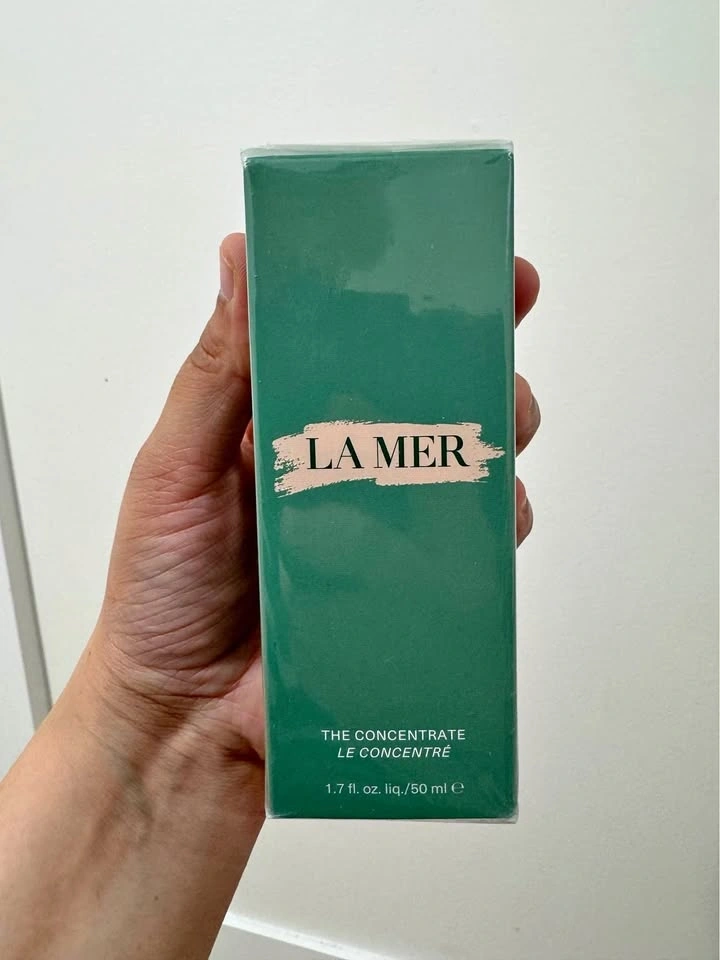 LA MER
THE CONCENTRATE
LE CONCENTRÉ
1.7 fl. oz. liq./50 ml ℮